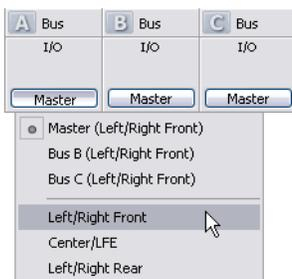 A Bus B Bus C Bus
I/O I/O I/O
Master Master Master
Master (Left/Right Front)
Bus B (Left/Right Front)
Bus C (Left/Right Front)
Left/Right Front
Center/LFE
Left/Right Rear